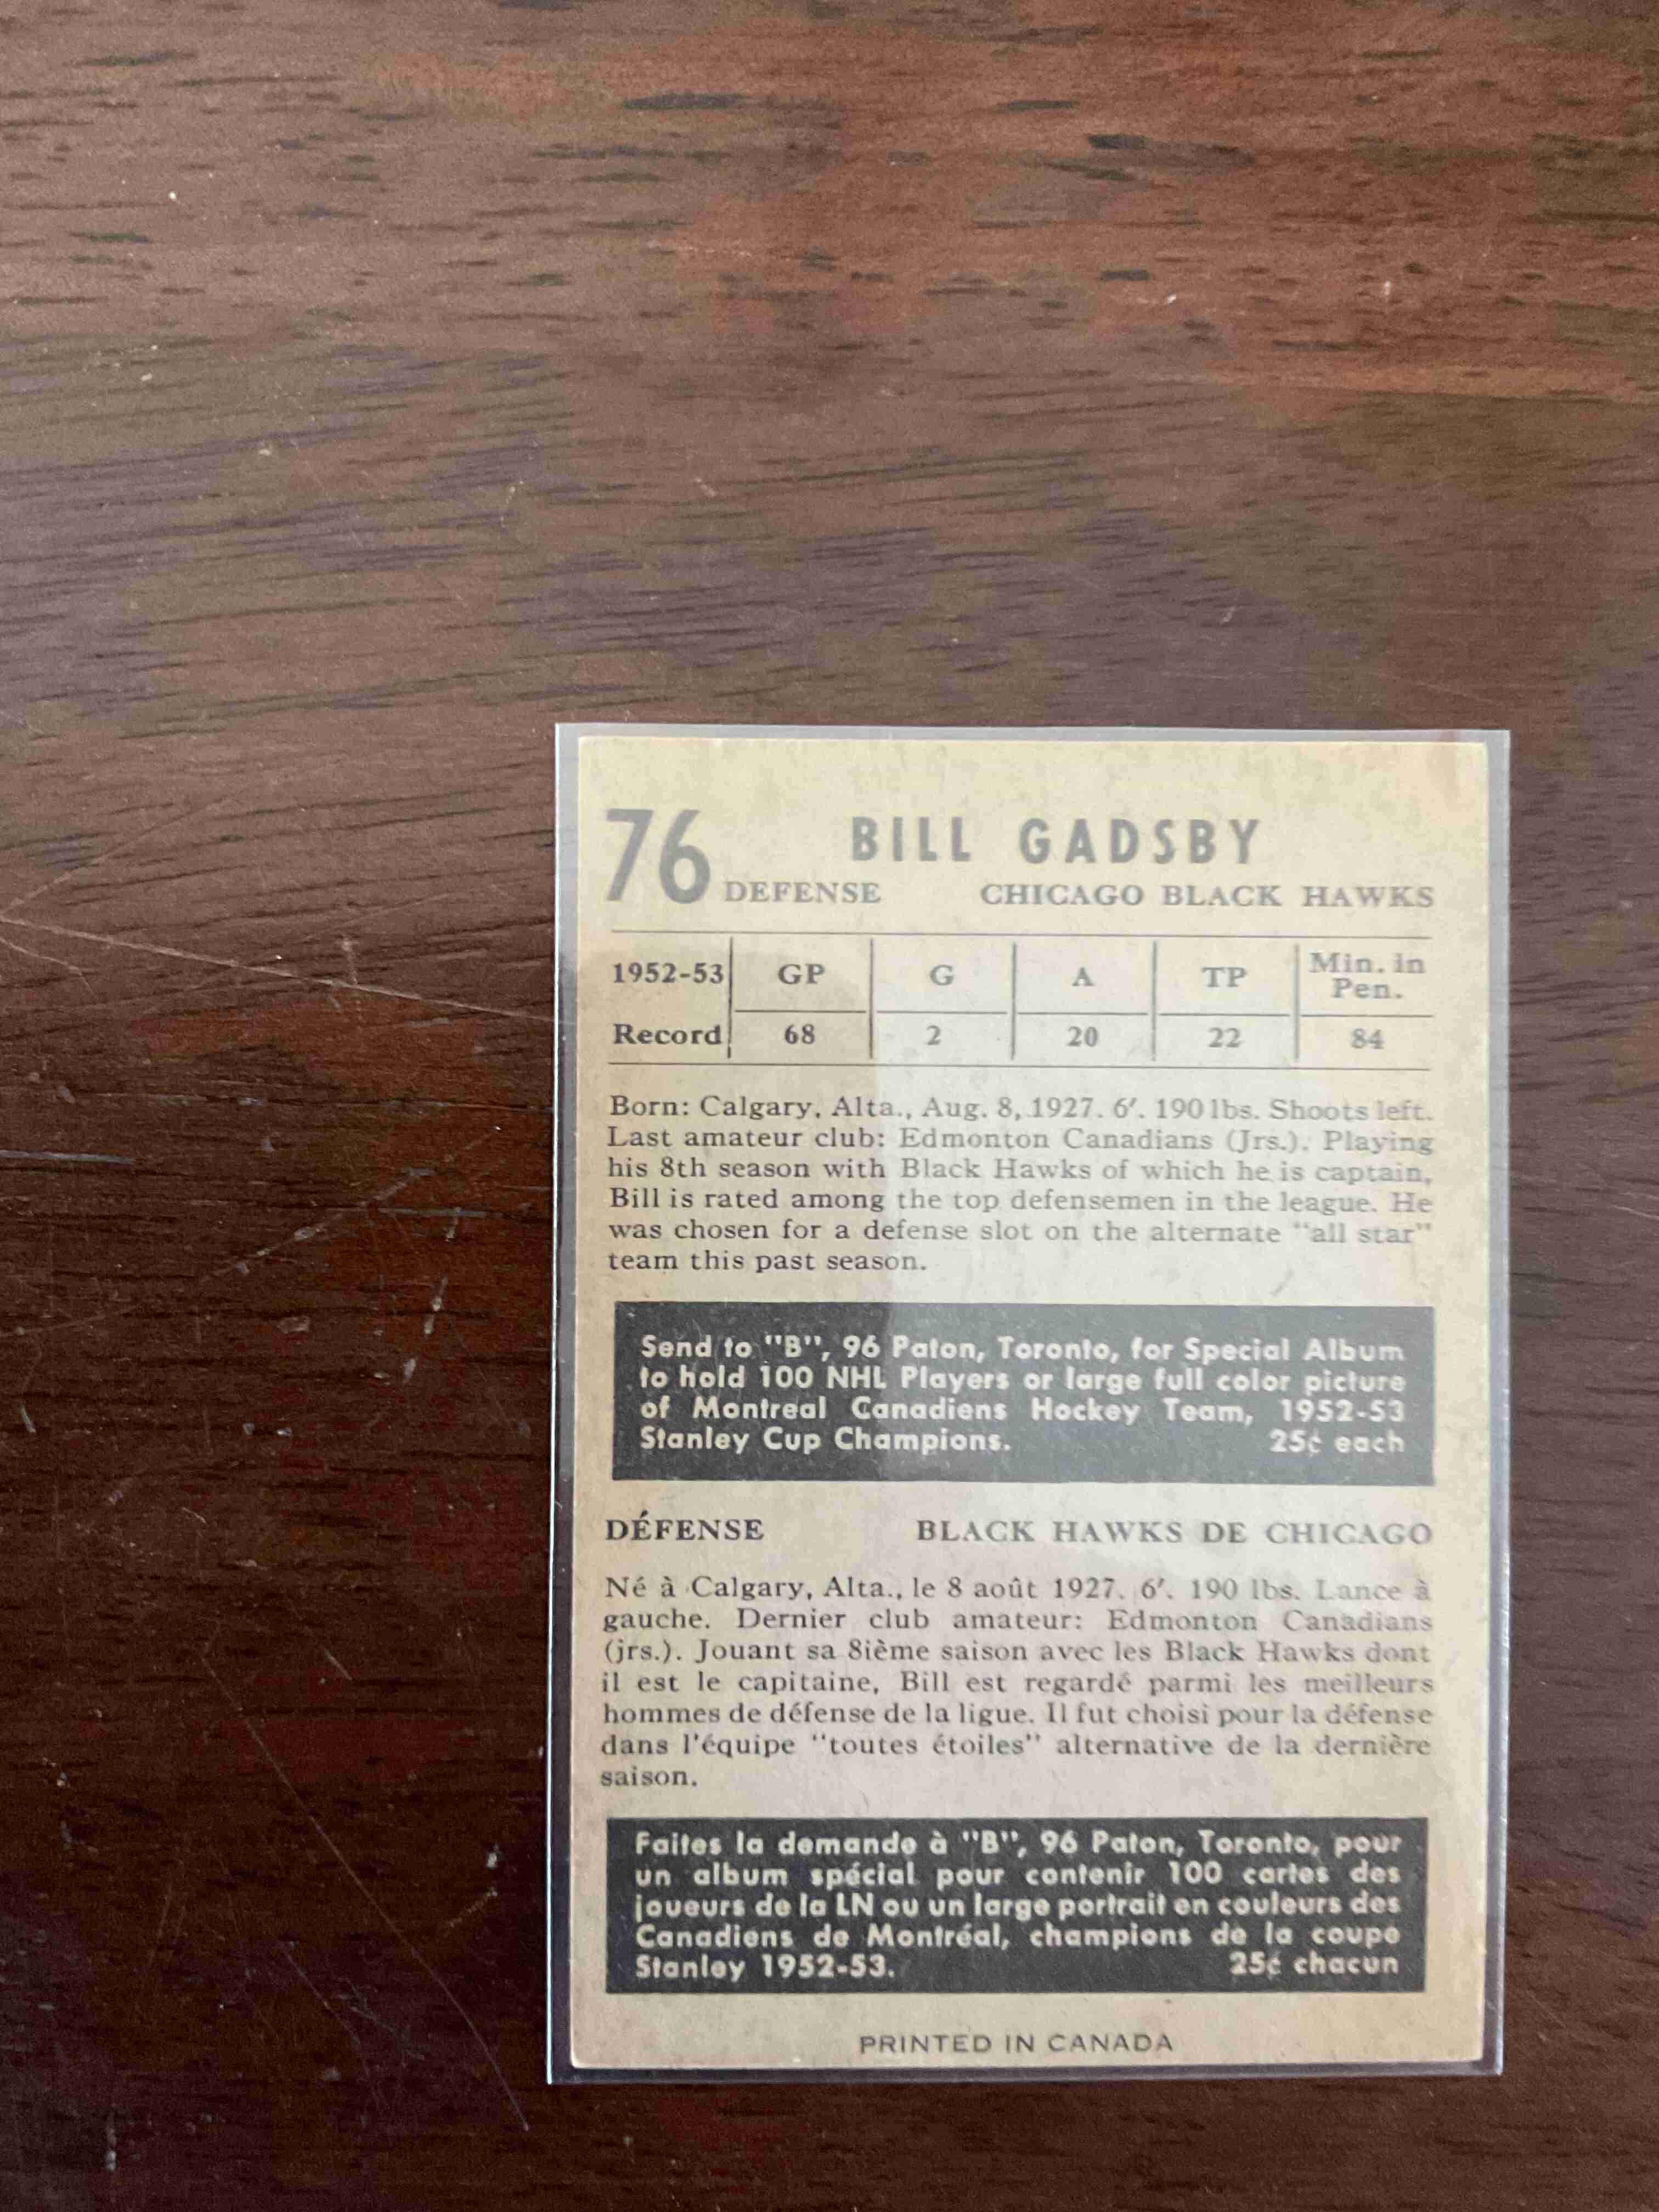 76 BILL GADSBY
DEFENSE CHICAGO BLACK HAWKS
1952-53 GP G A TP Min. in Pen.
Record 68 2 20 22 84
Born: Calgary, Alta., Aug. 8, 1927. 6′. 190 lbs. Shoots left.
Last amateur club: Edmonton Canadians (Jrs.). Playing
his 8th season with Black Hawks of which he is captain,
Bill is rated among the top defensemen in the league. He
was chosen for a defense slot on the alternate "all star"
team this past season.
Send to "B", 96 Paton, Toronto, for Special Album
to hold 100 NHL Players or large full color picture
of Montreal Canadiens Hockey Team, 1952-53
Stanley Cup Champions. 25¢ each
DÉFENSE BLACK HAWKS DE CHICAGO
Né à Calgary, Alta., le 8 août 1927. 6′. 190 lbs. Lance à
gauche. Dernier club amateur: Edmonton Canadians
(jrs.). Jouant sa 8ième saison avec les Black Hawks dont
il est le capitaine, Bill est regardé parmi les meilleurs
hommes de défense de la ligue. Il fut choisi pour la défense
dans l'équipe "toutes étoiles" alternative de la dernière
saison.
Faites la demande à "B", 96 Paton, Toronto, pour
un album spécial pour contenir 100 cartes des
joueurs de la LN ou un large portrait en couleurs des
Canadiens de Montréal, champions de la coupe
Stanley 1952-53. 25¢ chacun
PRINTED IN CANADA